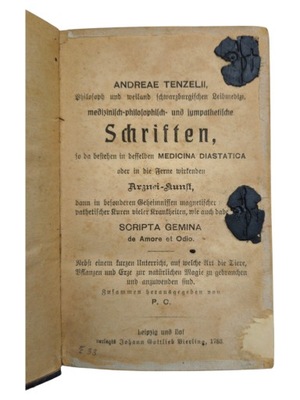 ANDREAE TENZELII,
Philosoph und weiland schwarzburgischen Leibmedizi,
medizinisch-philosophisch- und sympathetische
Schriften,
so da bestehen in desselben MEDICINA DIASTATICA
oder in die Ferne wirkenden
Arznei-Kunst,
dann in besonderen Geheimnissen magnetischer
pathetischer Kuren vieler Krankheiten, wie auch dabei
SCRIPTA GEMINA
de Amore et Odio.
Nebst einem kurzen Unterricht, auf welche Art die Tiere,
Pflanzen und Erze zur natürlichen Magie zu gebrauchen
und anzuwenden sind.
Zusammen herausgegeben von
P. C.
Leipzig und Hof
verlegts Johann Gottlieb Vierling,